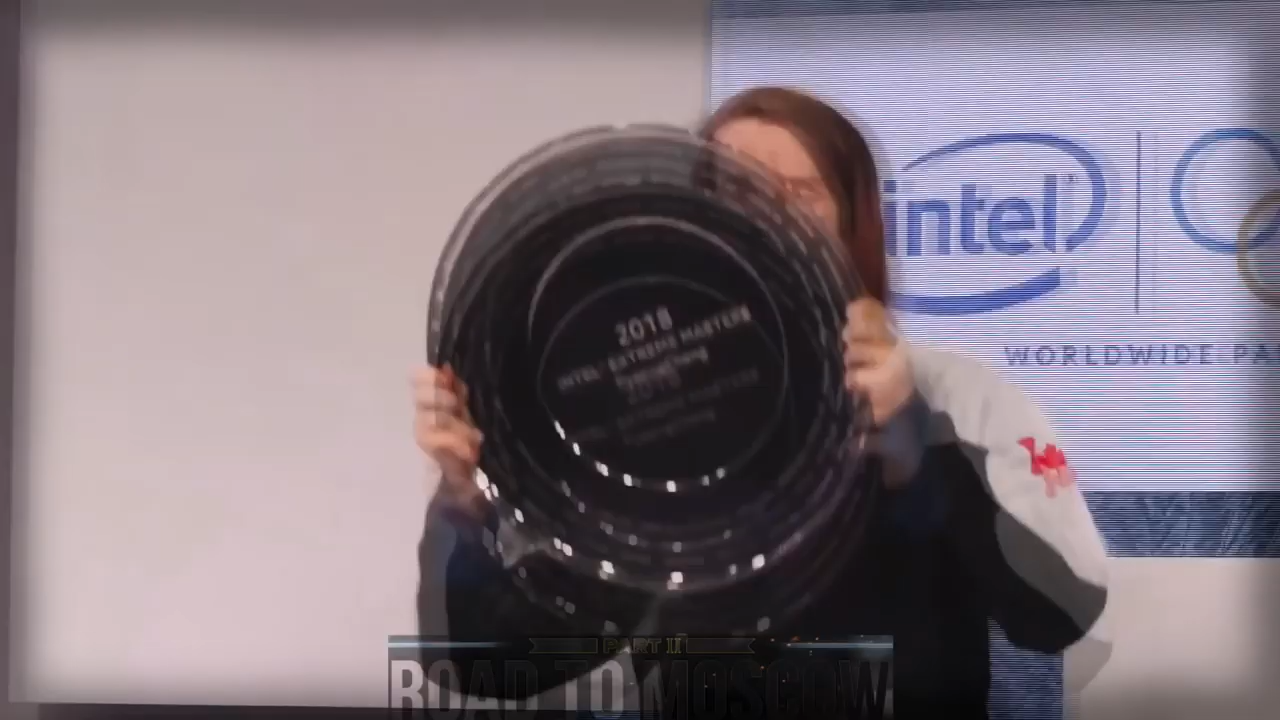 intel
WORLDWIDE PA
2018
INTEL EXTREME MASTERS
PART II
ROAD TO MOSCOW